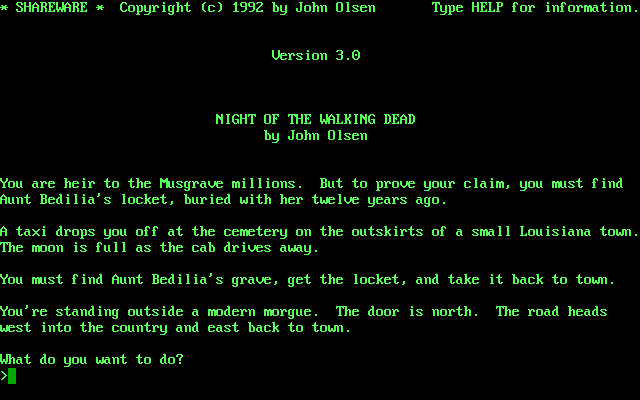 * SHAREWARE *  Copyright (c) 1992 by John Olsen       Type HELP for information.
Version 3.0
NIGHT OF THE WALKING DEAD
by John Olsen
You are heir to the Musgrave millions.  But to prove your claim, you must find
Aunt Bedilia's locket, buried with her twelve years ago.
A taxi drops you off at the cemetery on the outskirts of a small Louisiana town.
The moon is full as the cab drives away.
You must find Aunt Bedilia's grave, get the locket, and take it back to town.
You're standing outside a modern morgue.  The door is north.  The road heads
west into the country and east back to town.
What do you want to do?
>